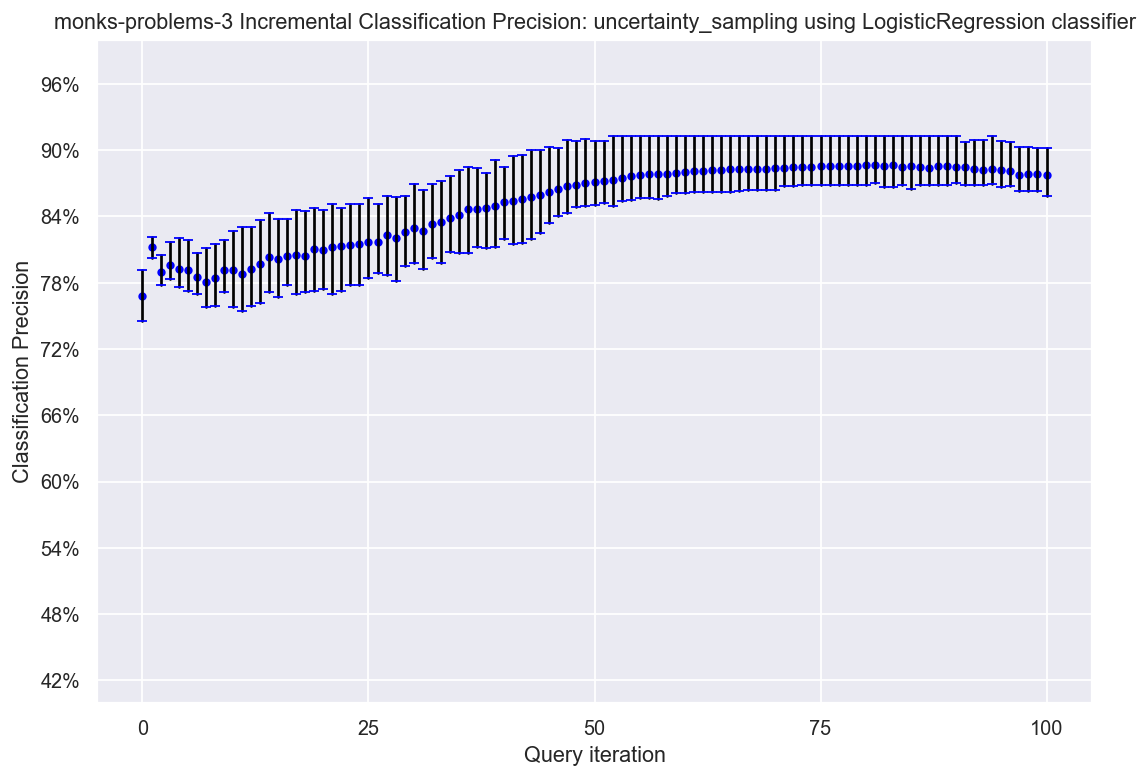 monks-problems-3 Incremental Classification Precision: uncertainty_sampling using LogisticRegression classifier
96%
90%
84%
78%
72%
66%
60%
54%
48%
42%
Classification Precision
0 25 50 75 100
Query iteration